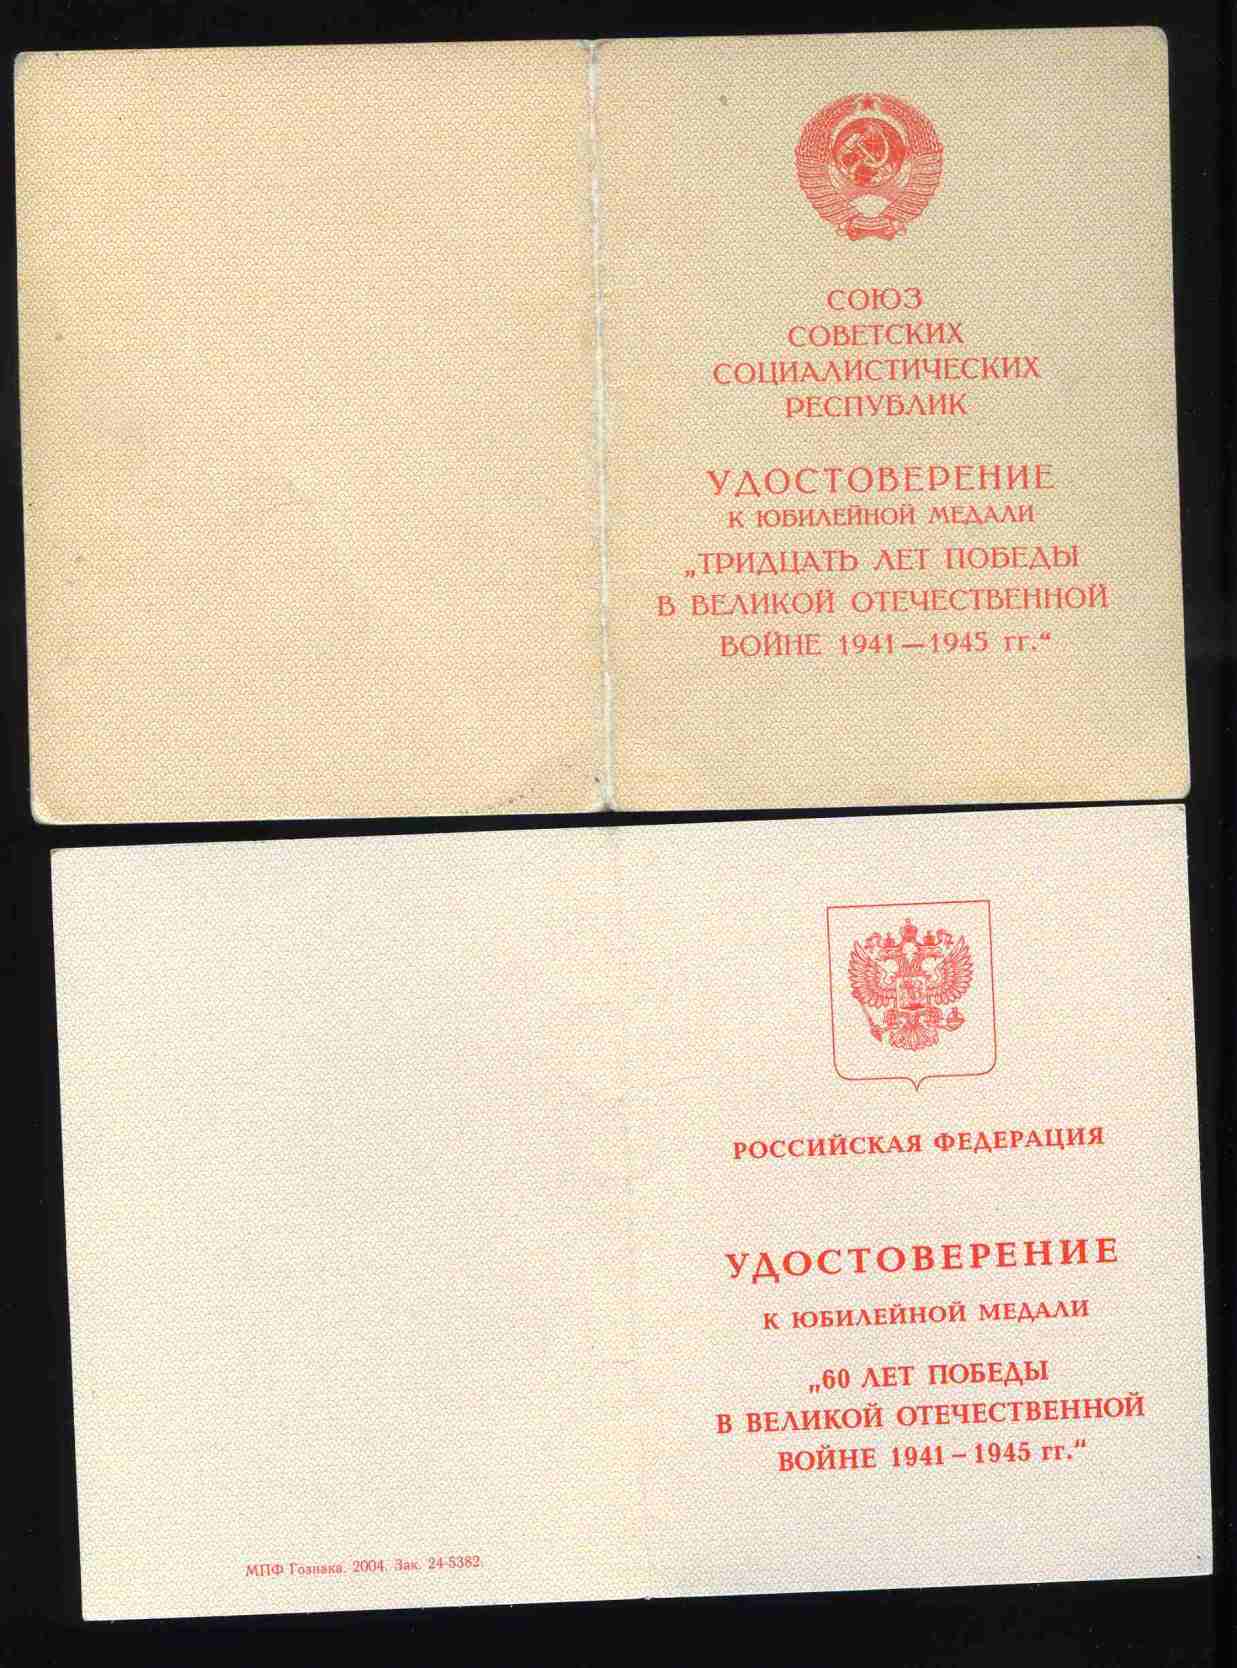 СОЮЗ
СОВЕТСКИХ
СОЦИАЛИСТИЧЕСКИХ
РЕСПУБЛИК
УДОСТОВЕРЕНИЕ
К ЮБИЛЕЙНОЙ МЕДАЛИ
„ТРИДЦАТЬ ЛЕТ ПОБЕДЫ
В ВЕЛИКОЙ ОТЕЧЕСТВЕННОЙ
ВОЙНЕ 1941—1945 гг.“
РОССИЙСКАЯ ФЕДЕРАЦИЯ
УДОСТОВЕРЕНИЕ
К ЮБИЛЕЙНОЙ МЕДАЛИ
„60 ЛЕТ ПОБЕДЫ
В ВЕЛИКОЙ ОТЕЧЕСТВЕННОЙ
ВОЙНЕ 1941–1945 гг.“
МПФ Гознака. 2004. Зак. 24-5382.